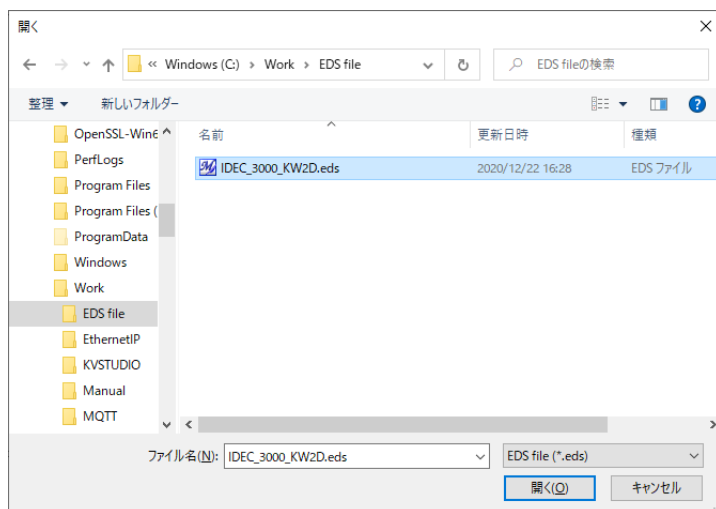 開く
« Windows (C:) › Work › EDS file
EDS fileの検索
整理 新しいフォルダー
名前 更新日時 種類
OpenSSL-Win6
IDEC_3000_KW2D.eds 2020/12/22 16:28 EDS ファイル
PerfLogs
Program Files
Program Files (
ProgramData
Windows
Work
EDS file
EthernetIP
KVSTUDIO
Manual
MQTT
ファイル名(N): IDEC_3000_KW2D.eds EDS file (*.eds)
開く(O) キャンセル